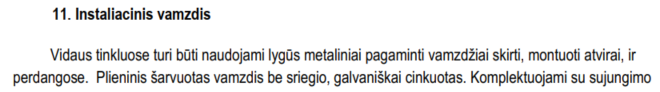 11. Instaliacinis vamzdis
Vidaus tinkluose turi būti naudojami lygūs metaliniai pagaminti vamzdžiai skirti, montuoti atvirai, ir
perdangose.  Plieninis šarvuotas vamzdis be sriegio, galvaniškai cinkuotas. Komplektuojami su sujungimo